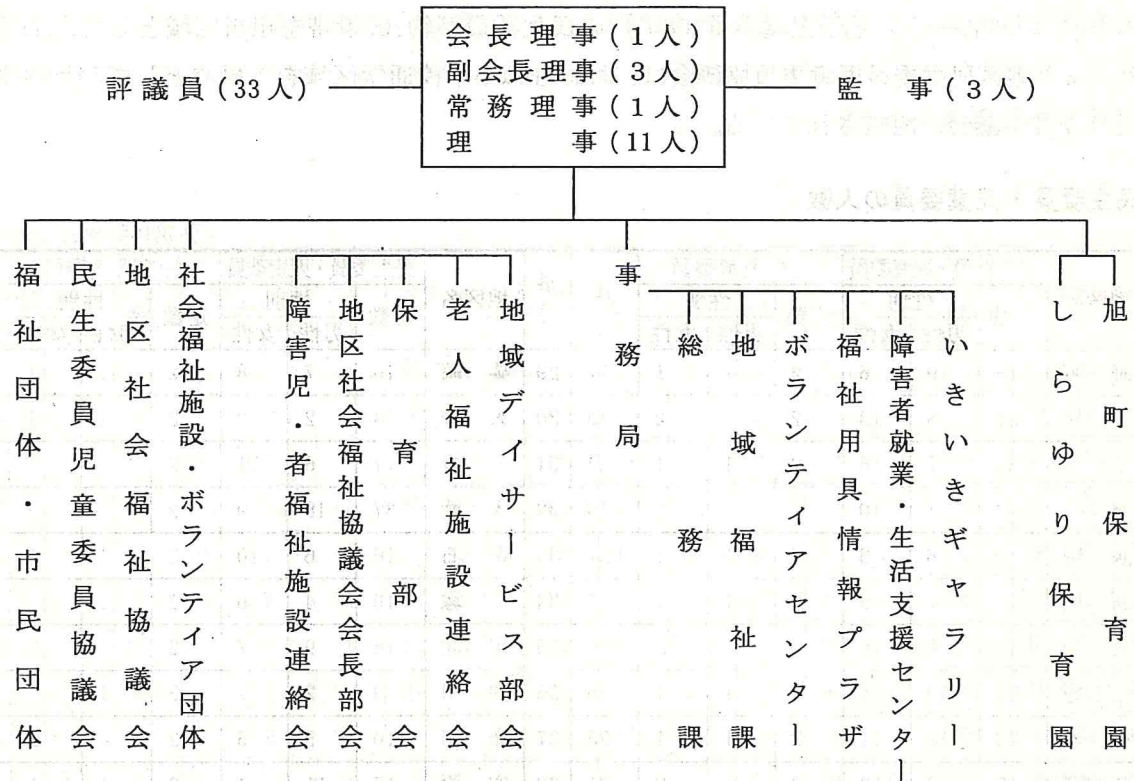 会長理事(1人)
副会長理事(3人)
常務理事(1人)
理事(11人)
評議員(33人)
監事(3人)
福祉団体・市民団体
民生委員児童委員協議会
地区社会福祉協議会
社会福祉施設・ボランティア団体
障害児・者福祉施設連絡会
地区社会福祉協議会会長部会
保育部会
老人福祉施設連絡会
地域デイサービス部会
事務局
総務課
地域福祉課
ボランティアセンター
福祉用具情報プラザ
障害者就業・生活支援センター
いきいきギャラリー
しらゆり保育園
旭町保育園